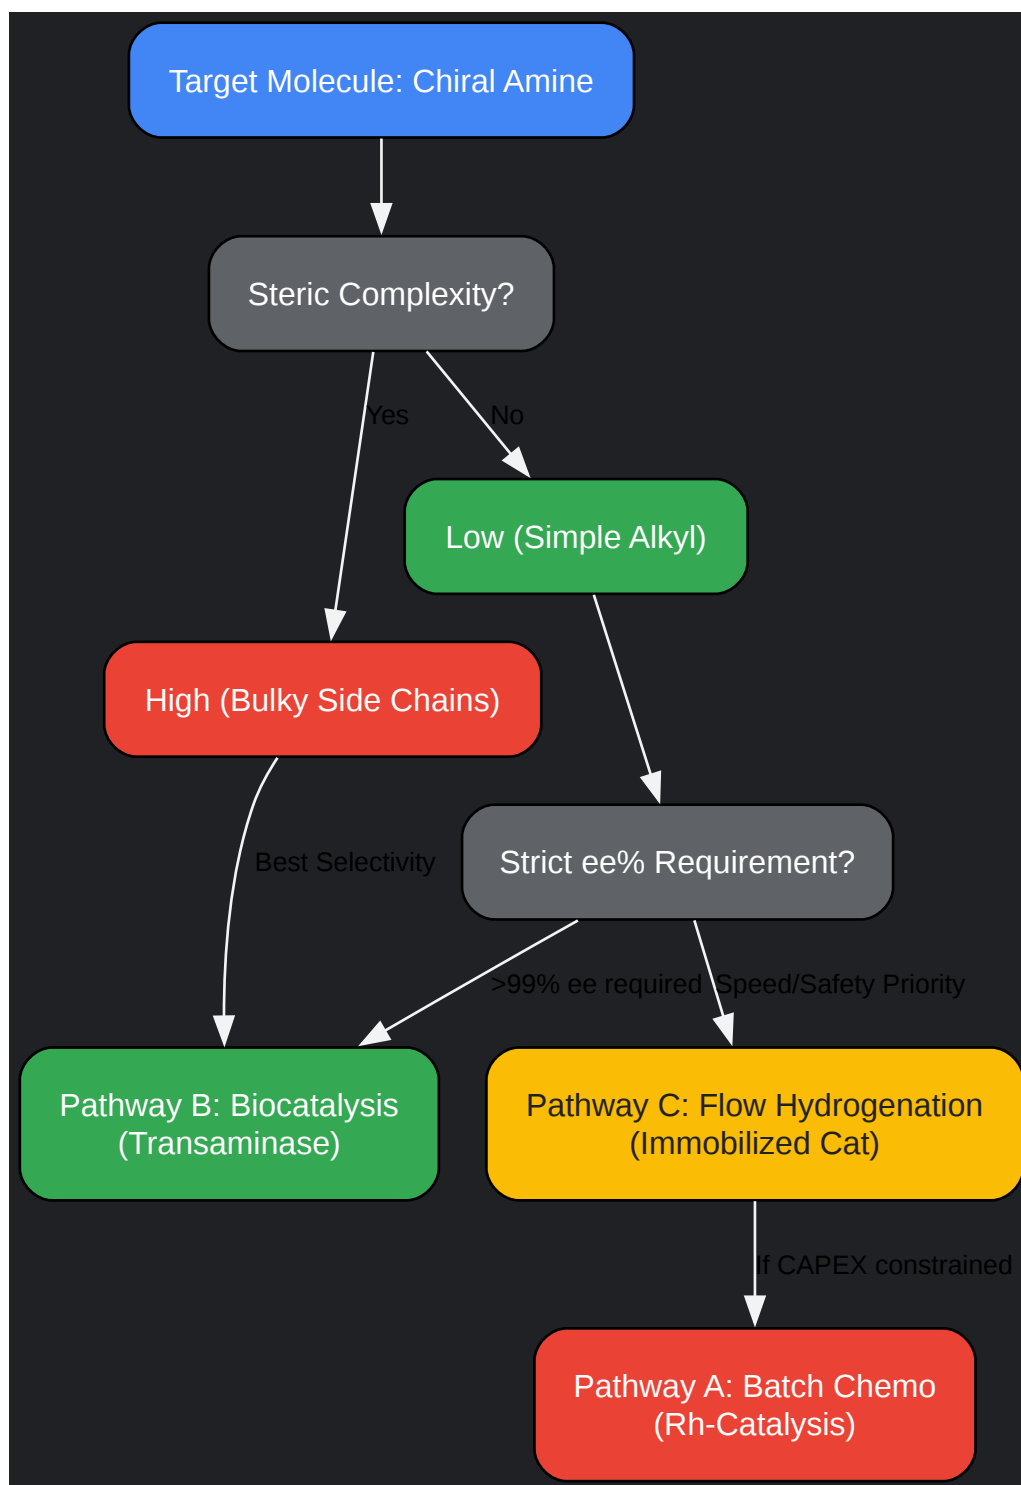 Target Molecule: Chiral Amine
Steric Complexity?
Yes
No
Low (Simple Alkyl)
High (Bulky Side Chains)
Best Selectivity
Strict ee% Requirement?
>99% ee required
Speed/Safety Priority
Pathway B: Biocatalysis
(Transaminase)
Pathway C: Flow Hydrogenation
(Immobilized Cat)
If CAPEX constrained
Pathway A: Batch Chemo
(Rh-Catalysis)